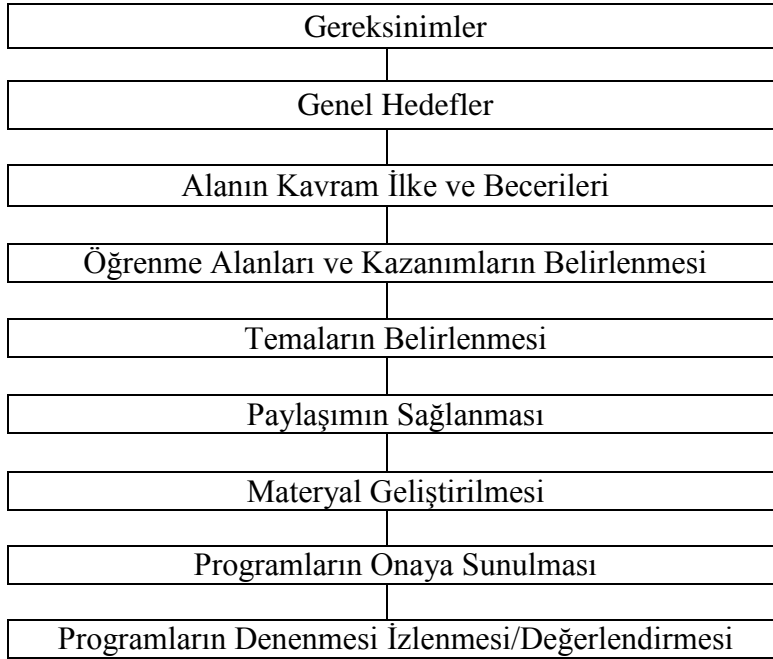 Gereksinimler
Genel Hedefler
Alanın Kavram İlke ve Becerileri
Öğrenme Alanları ve Kazanımların Belirlenmesi
Temaların Belirlenmesi
Paylaşımın Sağlanması
Materyal Geliştirilmesi
Programların Onaya Sunulması
Programların Denenmesi İzlenmesi/Değerlendirmesi